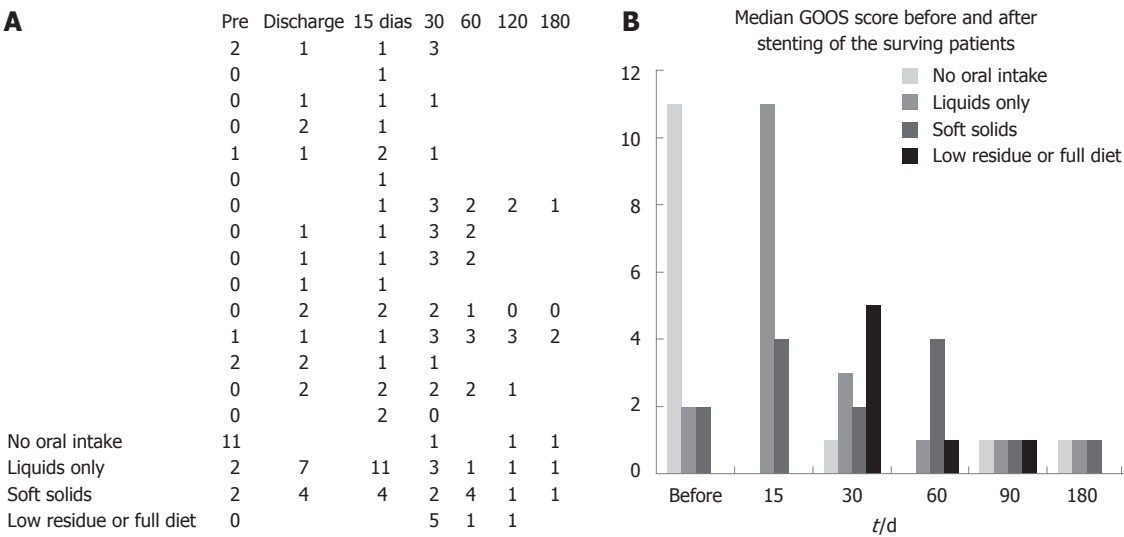 A
Pre Discharge 15 dias 30 60 120 180
2 1 1 3
0 1
0 1 1 1
0 2 1
1 1 2 1
0 1
0 1 3 2 2 1
0 1 1 3 2
0 1 1 3 2
0 1 1
0 2 2 2 1 0 0
1 1 1 3 3 3 2
2 2 1 1
0 2 2 2 2 1
0 2 0
No oral intake 11 1 1 1
Liquids only 2 7 11 3 1 1 1
Soft solids 2 4 4 2 4 1 1
Low residue or full diet 0 5 1 1
B
Median GOOS score before and after
stenting of the surving patients
No oral intake
Liquids only
Soft solids
Low residue or full diet
12
10
8
6
4
2
0
Before 15 30 60 90 180
t/d